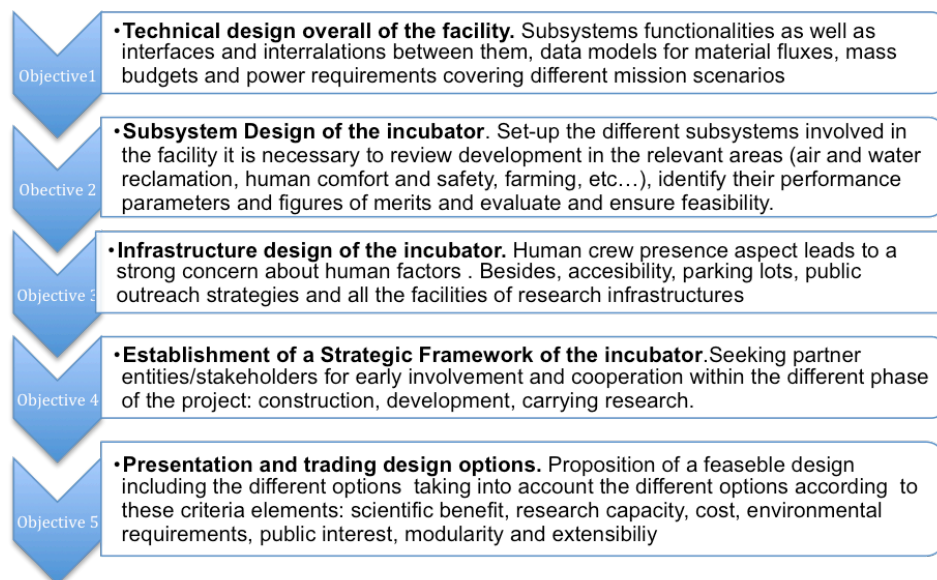 Objective1
•Technical design overall of the facility. Subsystems functionalities as well as
interfaces and interralations between them, data models for material fluxes, mass
budgets and power requirements covering different mission scenarios
Obective 2
•Subsystem Design of the incubator. Set-up the different subsystems involved in
the facility it is necessary to review development in the relevant areas (air and water
reclamation, human comfort and safety, farming, etc…), identify their performance
parameters and figures of merits and evaluate and ensure feasibility.
Objective 3
•Infrastructure design of the incubator. Human crew presence aspect leads to a
strong concern about human factors . Besides, accesibility, parking lots, public
outreach strategies and all the facilities of research infrastructures
Objective 4
•Establishment of a Strategic Framework of the incubator.Seeking partner
entities/stakeholders for early involvement and cooperation within the different phase
of the project: construction, development, carrying research.
Objective 5
•Presentation and trading design options. Proposition of a feaseble design
including the different options taking into account the different options according to
these criteria elements: scientific benefit, research capacity, cost, environmental
requirements, public interest, modularity and extensibiliy